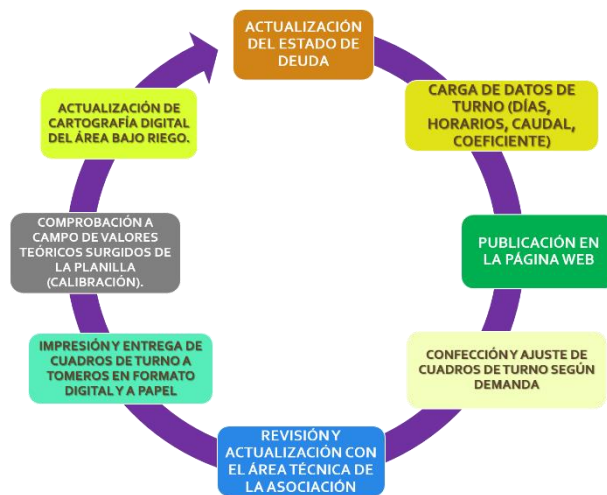 ACTUALIZACIÓN
DEL ESTADO DE
DEUDA
CARGA DE DATOS DE
TURNO (DÍAS,
HORARIOS, CAUDAL,
COEFICIENTE)
PUBLICACIÓN EN
LA PÁGINA WEB
CONFECCIÓN Y AJUSTE DE
CUADROS DE TURNO SEGÚN
DEMANDA
REVISIÓN Y
ACTUALIZACIÓN CON
EL ÁREA TÉCNICA DE
LA ASOCIACIÓN
IMPRESIÓN Y ENTREGA DE
CUADROS DE TURNO A
TOMEROS EN FORMATO
DIGITAL Y A PAPEL
COMPROBACIÓN A
CAMPO DE VALORES
TEÓRICOS SURGIDOS DE
LA PLANILLA
(CALIBRACIÓN).
ACTUALIZACIÓN DE
CARTOGRAFÍA DIGITAL
DEL ÁREA BAJO RIEGO.